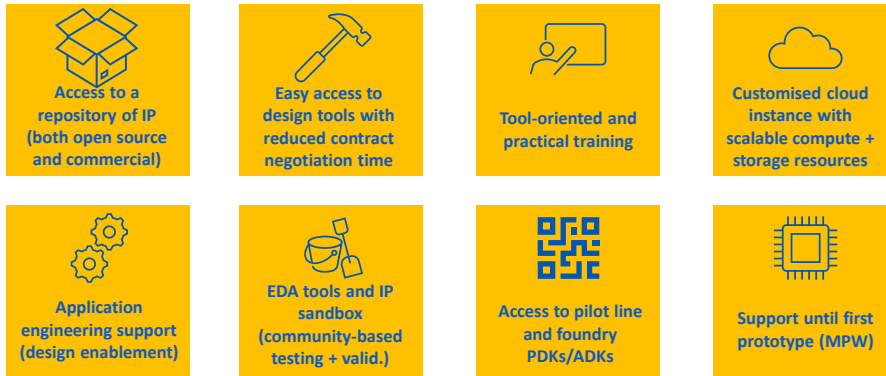 Access to a
repository of IP
(both open source
and commercial)
Easy access to
design tools with
reduced contract
negotiation time
Tool-oriented and
practical training
Customised cloud
instance with
scalable compute +
storage resources
Application
engineering support
(design enablement)
EDA tools and IP
sandbox
(community-based
testing + valid.)
Access to pilot line
and foundry
PDKs/ADKs
Support until first
prototype (MPW)